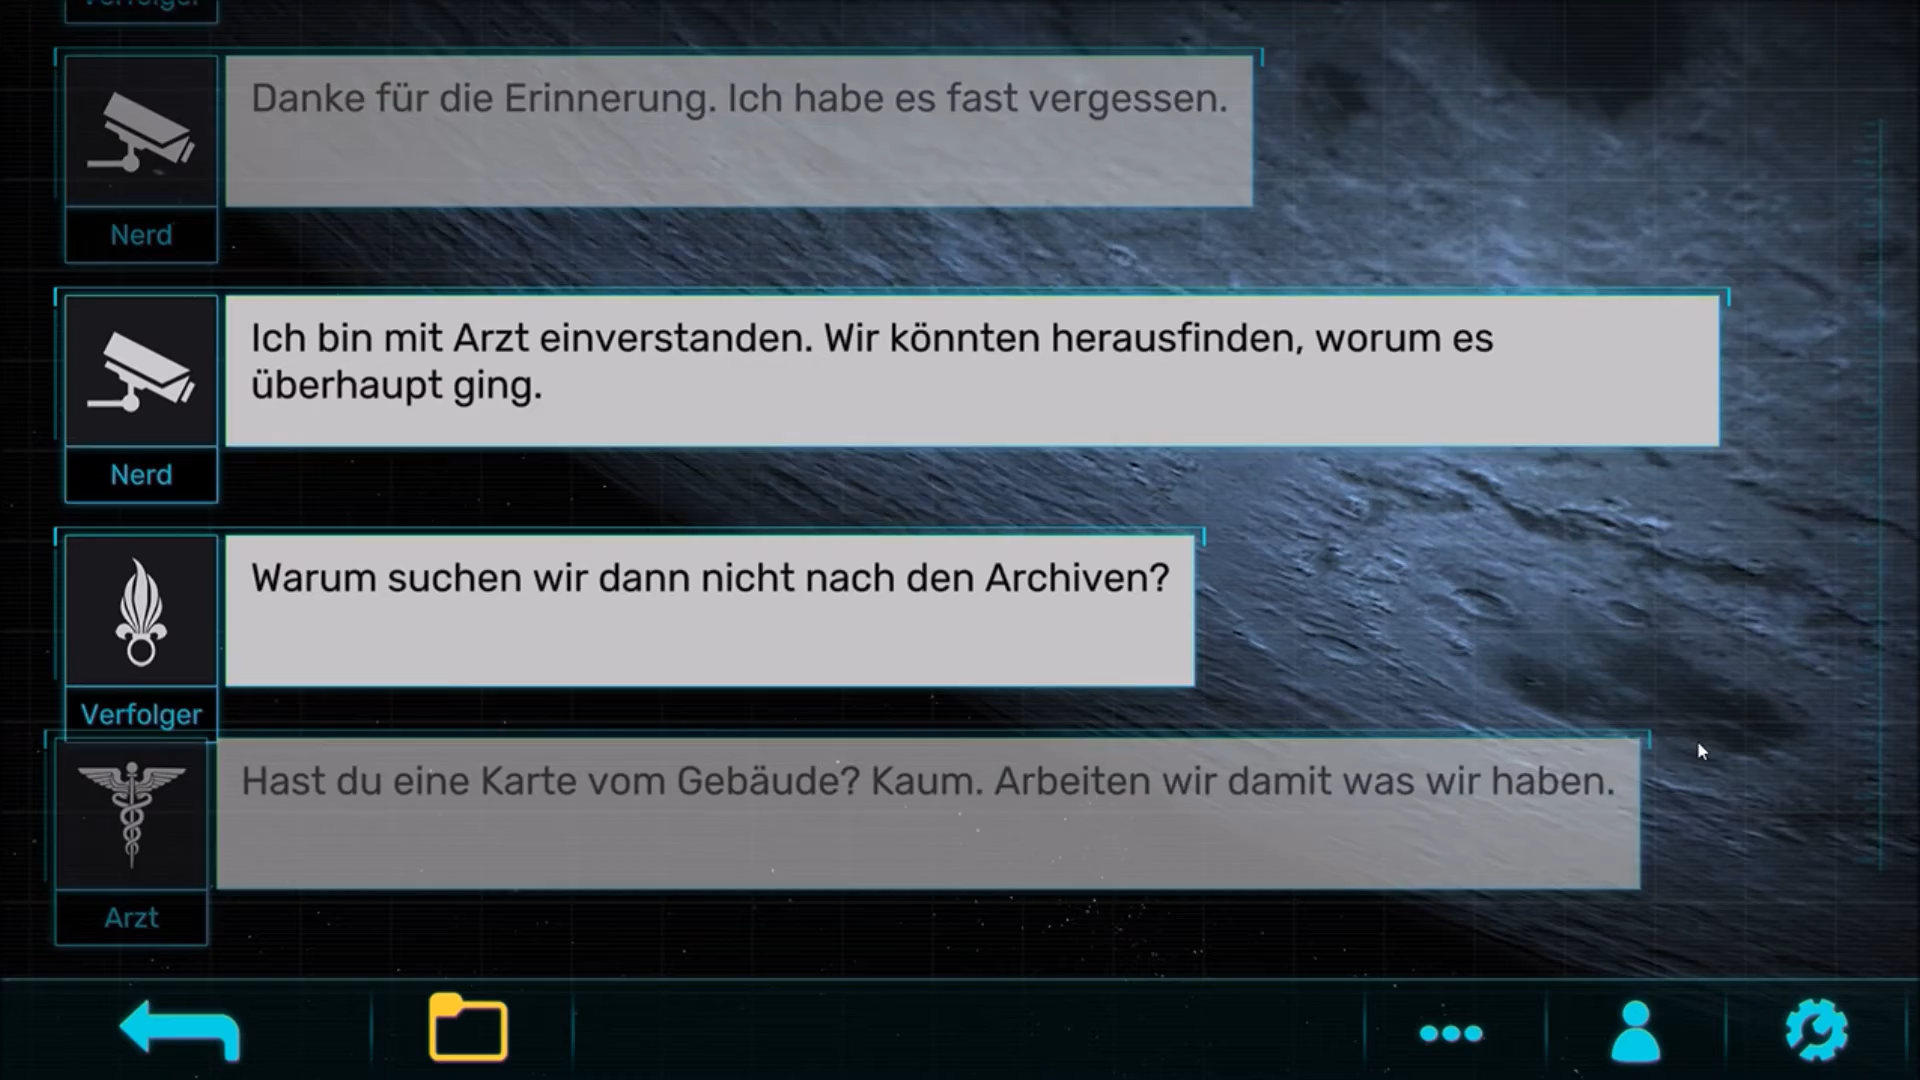 Verfolger
Danke für die Erinnerung. Ich habe es fast vergessen.
Nerd
Ich bin mit Arzt einverstanden. Wir könnten herausfinden, worum es
überhaupt ging.
Nerd
Warum suchen wir dann nicht nach den Archiven?
Verfolger
Hast du eine Karte vom Gebäude? Kaum. Arbeiten wir damit was wir haben.
Arzt